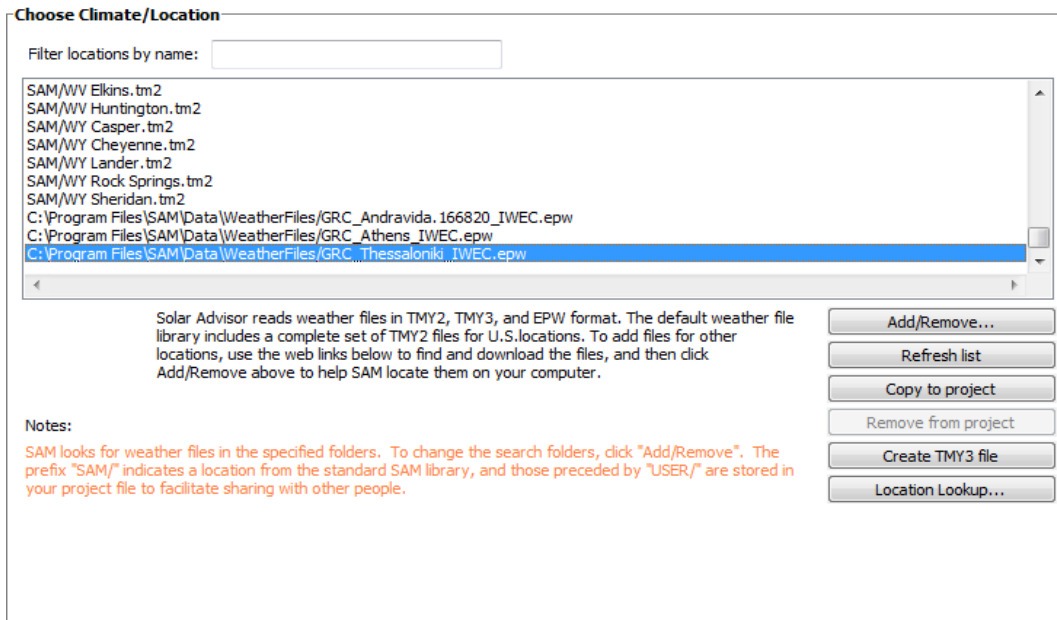 Choose Climate/Location
Filter locations by name:
SAM/WV Elkins.tm2
SAM/WV Huntington.tm2
SAM/WY Casper.tm2
SAM/WY Cheyenne.tm2
SAM/WY Lander.tm2
SAM/WY Rock Springs.tm2
SAM/WY Sheridan.tm2
C:\Program Files\SAM\Data\WeatherFiles/GRC_Andravida.166820_IWEC.epw
C:\Program Files\SAM\Data\WeatherFiles/GRC_Athens_IWEC.epw
C:\Program Files\SAM\Data\WeatherFiles/GRC_Thessaloniki_IWEC.epw
Solar Advisor reads weather files in TMY2, TMY3, and EPW format. The default weather file
library includes a complete set of TMY2 files for U.S.locations. To add files for other
locations, use the web links below to find and download the files, and then click
Add/Remove above to help SAM locate them on your computer.
Add/Remove...
Refresh list
Copy to project
Remove from project
Create TMY3 file
Location Lookup...
Notes:
SAM looks for weather files in the specified folders.  To change the search folders, click "Add/Remove".  The
prefix "SAM/" indicates a location from the standard SAM library, and those preceded by "USER/" are stored in
your project file to facilitate sharing with other people.